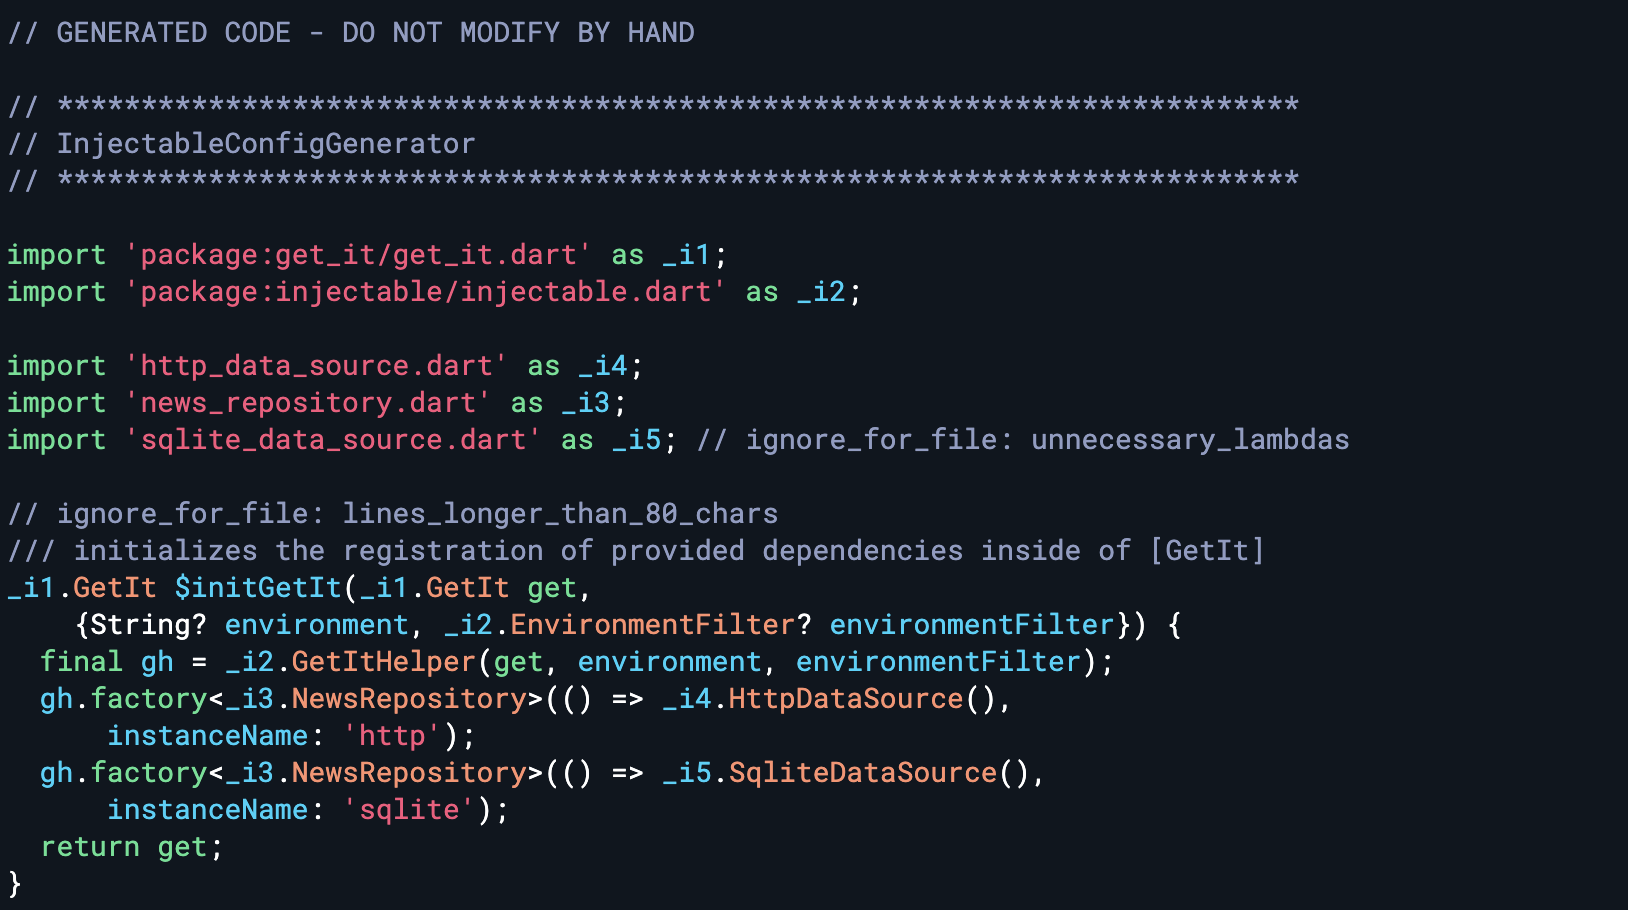 // GENERATED CODE - DO NOT MODIFY BY HAND
// **************************************************************************
// InjectableConfigGenerator
// **************************************************************************
import 'package:get_it/get_it.dart' as _i1;
import 'package:injectable/injectable.dart' as _i2;
import 'http_data_source.dart' as _i4;
import 'news_repository.dart' as _i3;
import 'sqlite_data_source.dart' as _i5; // ignore_for_file: unnecessary_lambdas
// ignore_for_file: lines_longer_than_80_chars
/// initializes the registration of provided dependencies inside of [GetIt]
_i1.GetIt $initGetIt(_i1.GetIt get,
    {String? environment, _i2.EnvironmentFilter? environmentFilter}) {
  final gh = _i2.GetItHelper(get, environment, environmentFilter);
  gh.factory<_i3.NewsRepository>(() => _i4.HttpDataSource(),
      instanceName: 'http');
  gh.factory<_i3.NewsRepository>(() => _i5.SqliteDataSource(),
      instanceName: 'sqlite');
  return get;
}